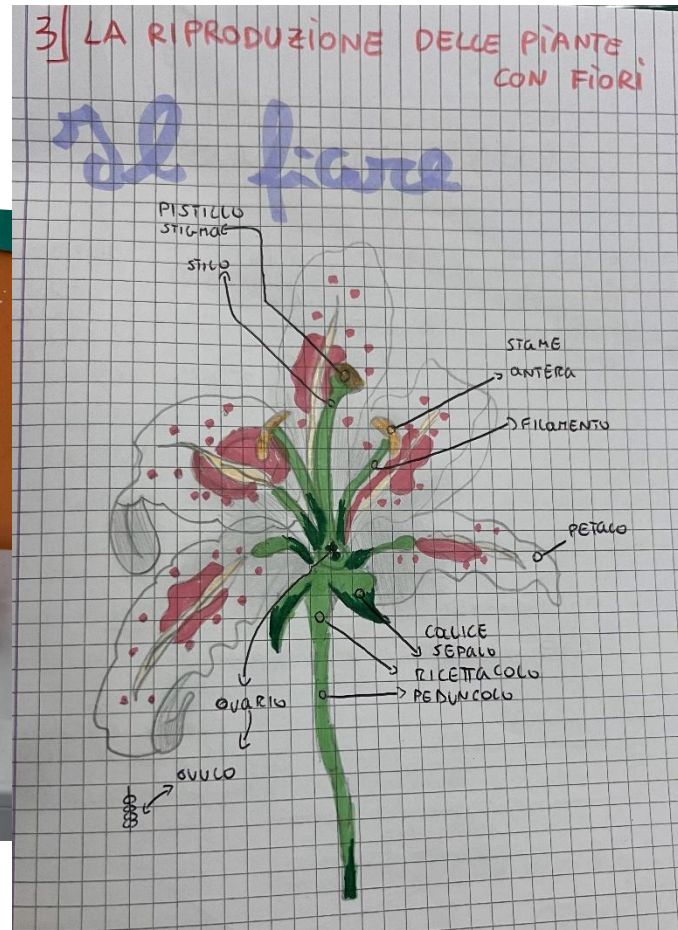 3 LA RIPRODUZIONE DELLE PIANTE
CON FIORI
Il fiore
PISTILLO
STIGMAE
STILO
STAME
ANTERA
FILAMENTO
PETALO
CALICE
SEPALO
RICETTACOLO
PEDUNCOLO
OVARIO
OVULO